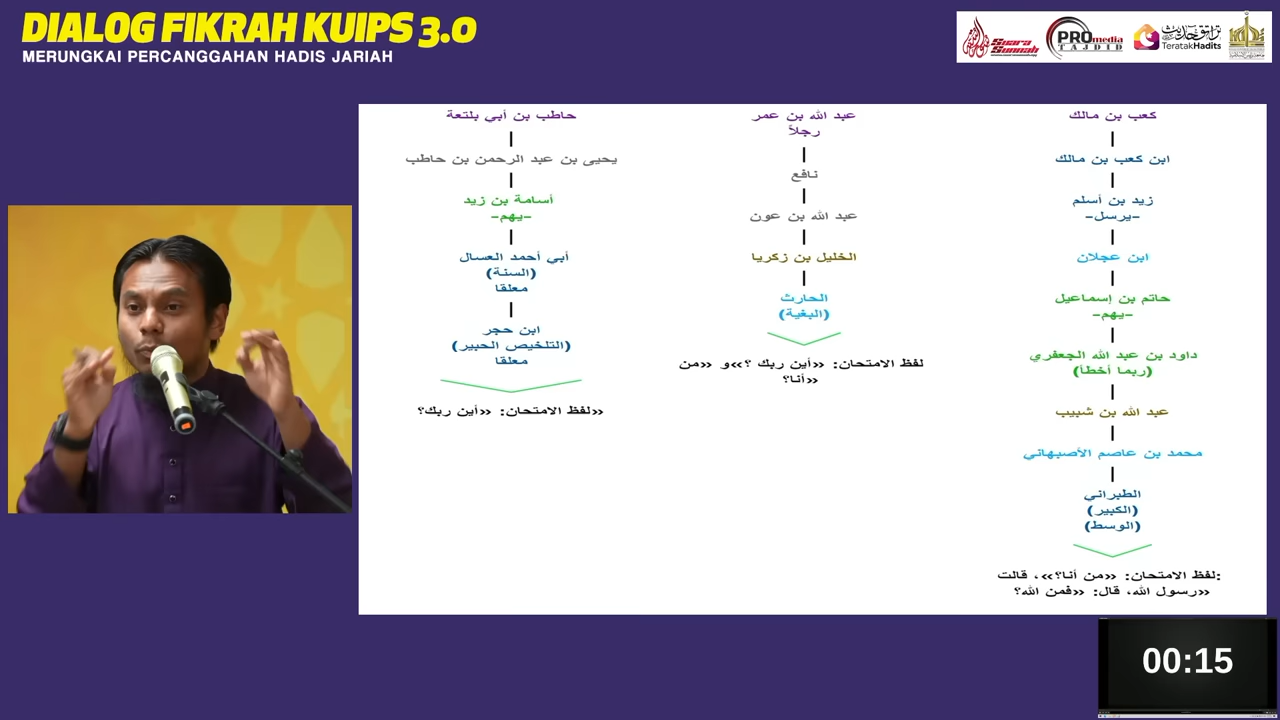 DIALOG FIKRAH KUIPS 3.0
MERUNGKAI PERCANGGAHAN HADIS JARIAH
Suara
Sunnah
PROmedia
TAJDID
تراثق حديث
TeratakHadits
كعب بن مالك
ابن كعب بن مالك
زيد بن أسلم
-يرسل-
ابن عجلان
حاتم بن إسماعيل
-يهم-
داود بن عبد الله الجعفري
(ربما أخطأ)
عبد الله بن شبيب
محمد بن عاصم الأصبهاني
الطبراني
(الكبير)
(الوسط)
:لفظ الامتحان: «من أنا؟»، قالت
«رسول الله، قال: «فمن الله؟
عبد الله بن عمر
رجلاً
نافع
عبد الله بن عون
الخليل بن زكريا
الحارث
(البغية)
لفظ الامتحان: «أين ربك ؟»و «من
«أنا؟
حاطب بن أبي بلتعة
يحيى بن عبد الرحمن بن حاطب
أسامة بن زيد
-يهم-
أبي أحمد العسال
(السنة)
معلقا
ابن حجر
(التلخيص الحبير)
معلقا
«لفظ الامتحان: «أين ربك؟
00:15